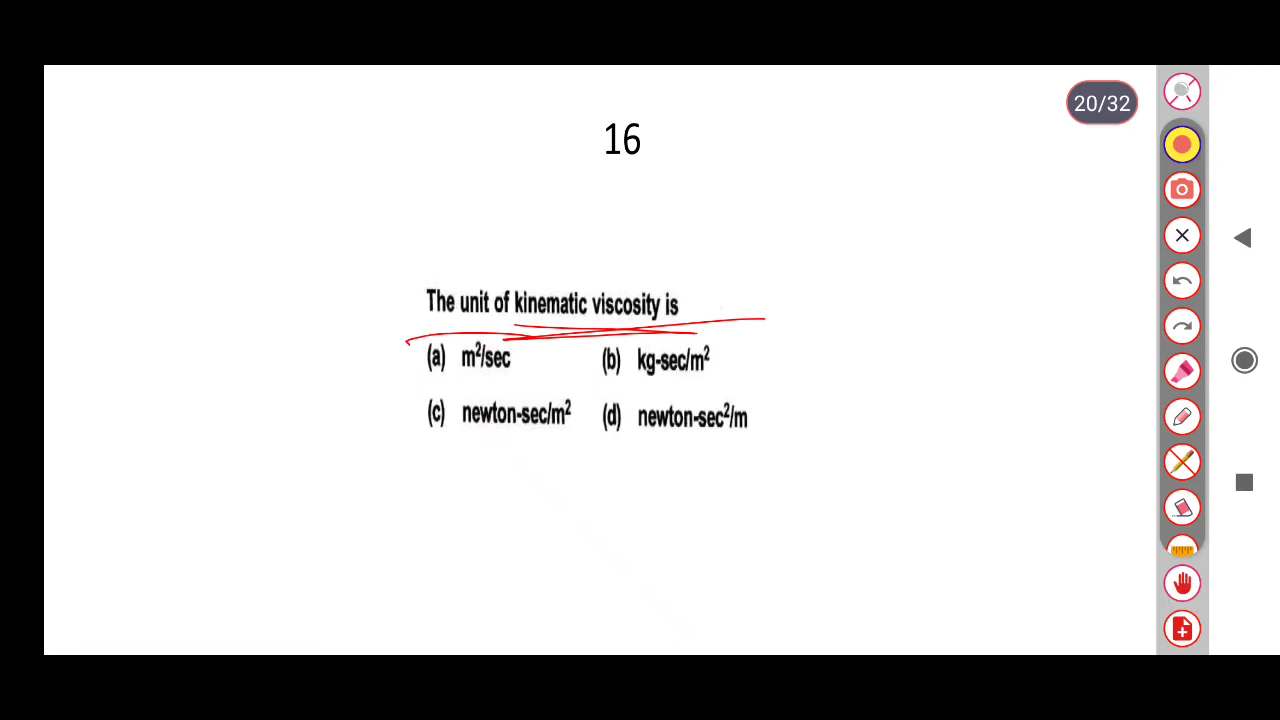 20/32
16
The unit of kinematic viscosity is
(a) m²/sec (b) kg-sec/m²
(c) newton-sec/m² (d) newton-sec²/m